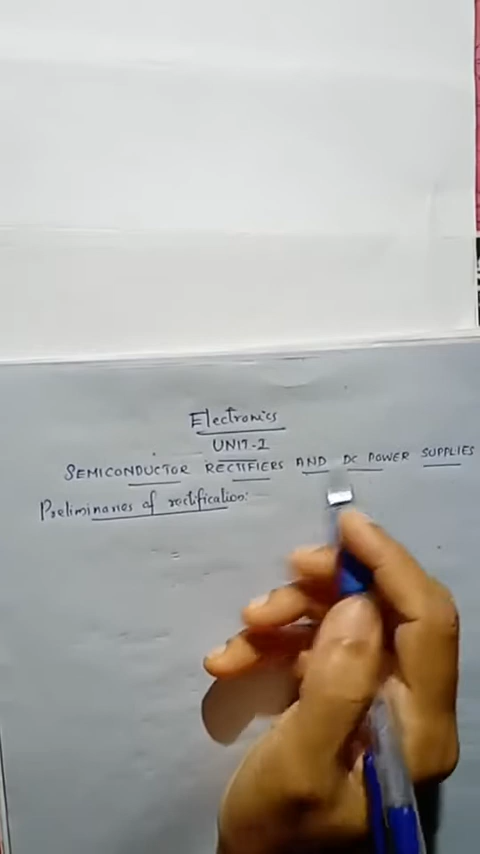 Electronics
UNIT-2
SEMICONDUCTOR RECTIFIERS AND DC POWER SUPPLIES
Preliminaries of rectification: